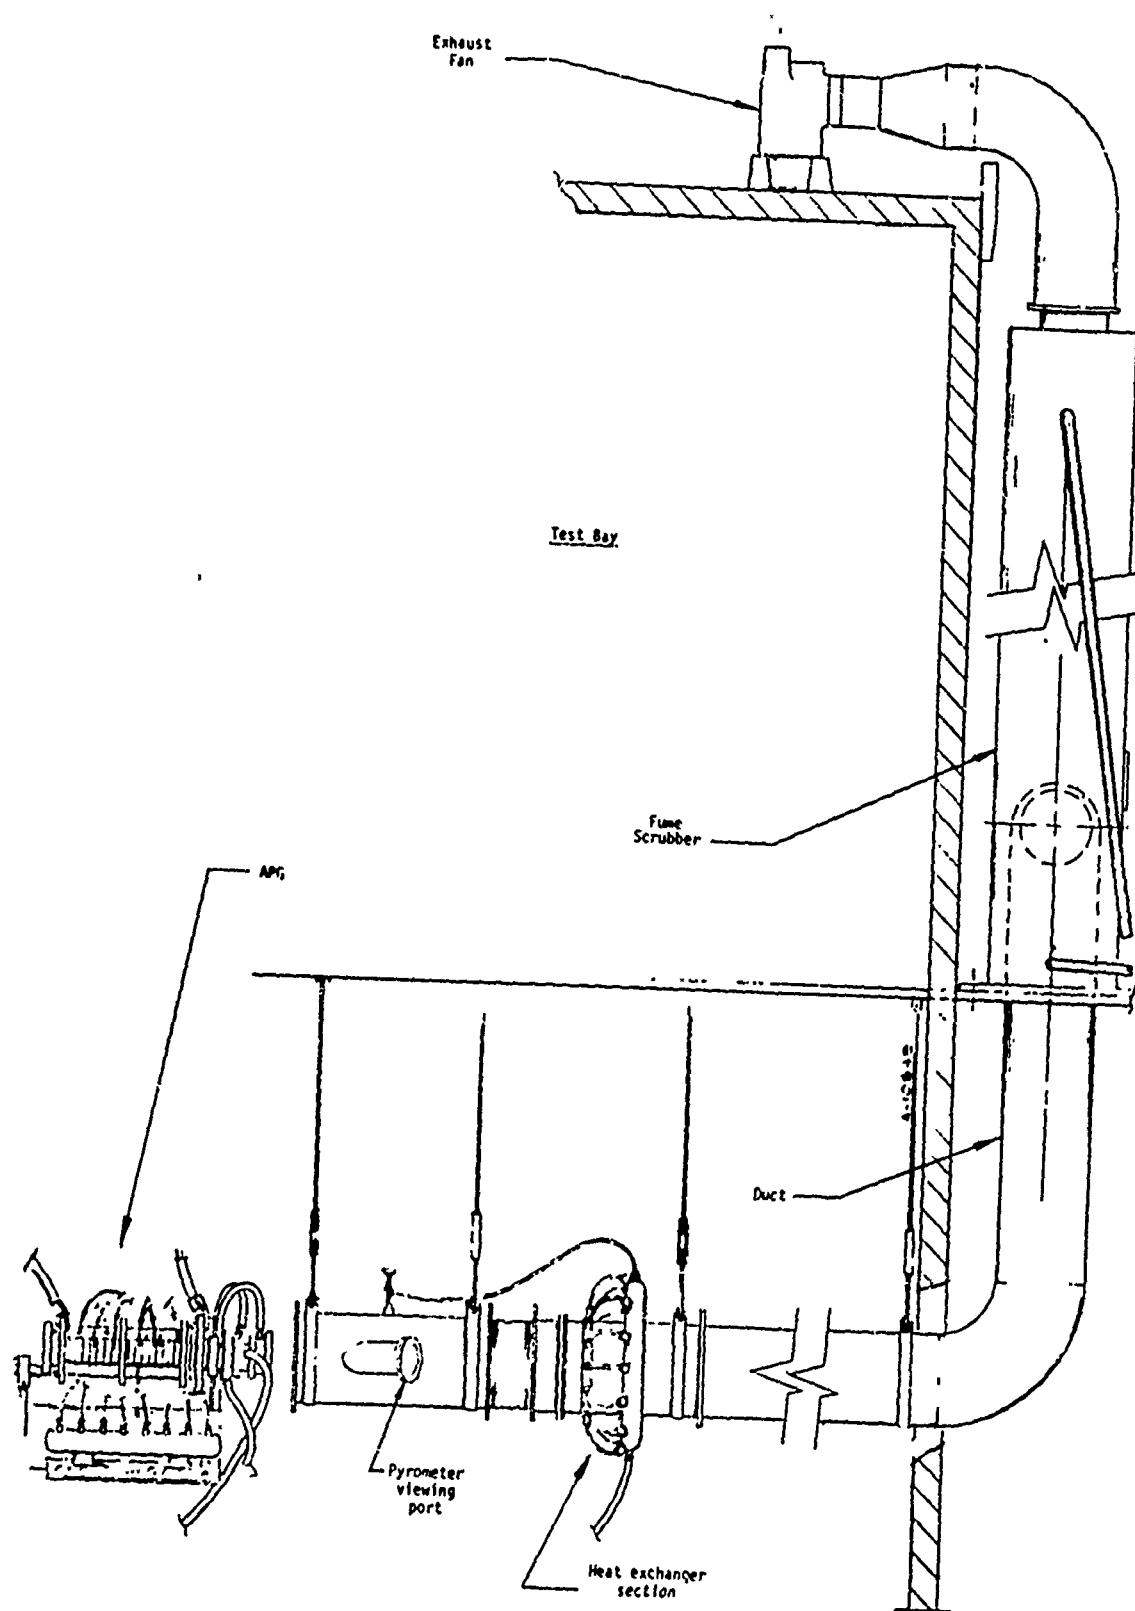 Exhaust
Fan
Test Bay
Fume
Scrubber
APG
Duct
Pyrometer
viewing
port
Heat exchanger
section